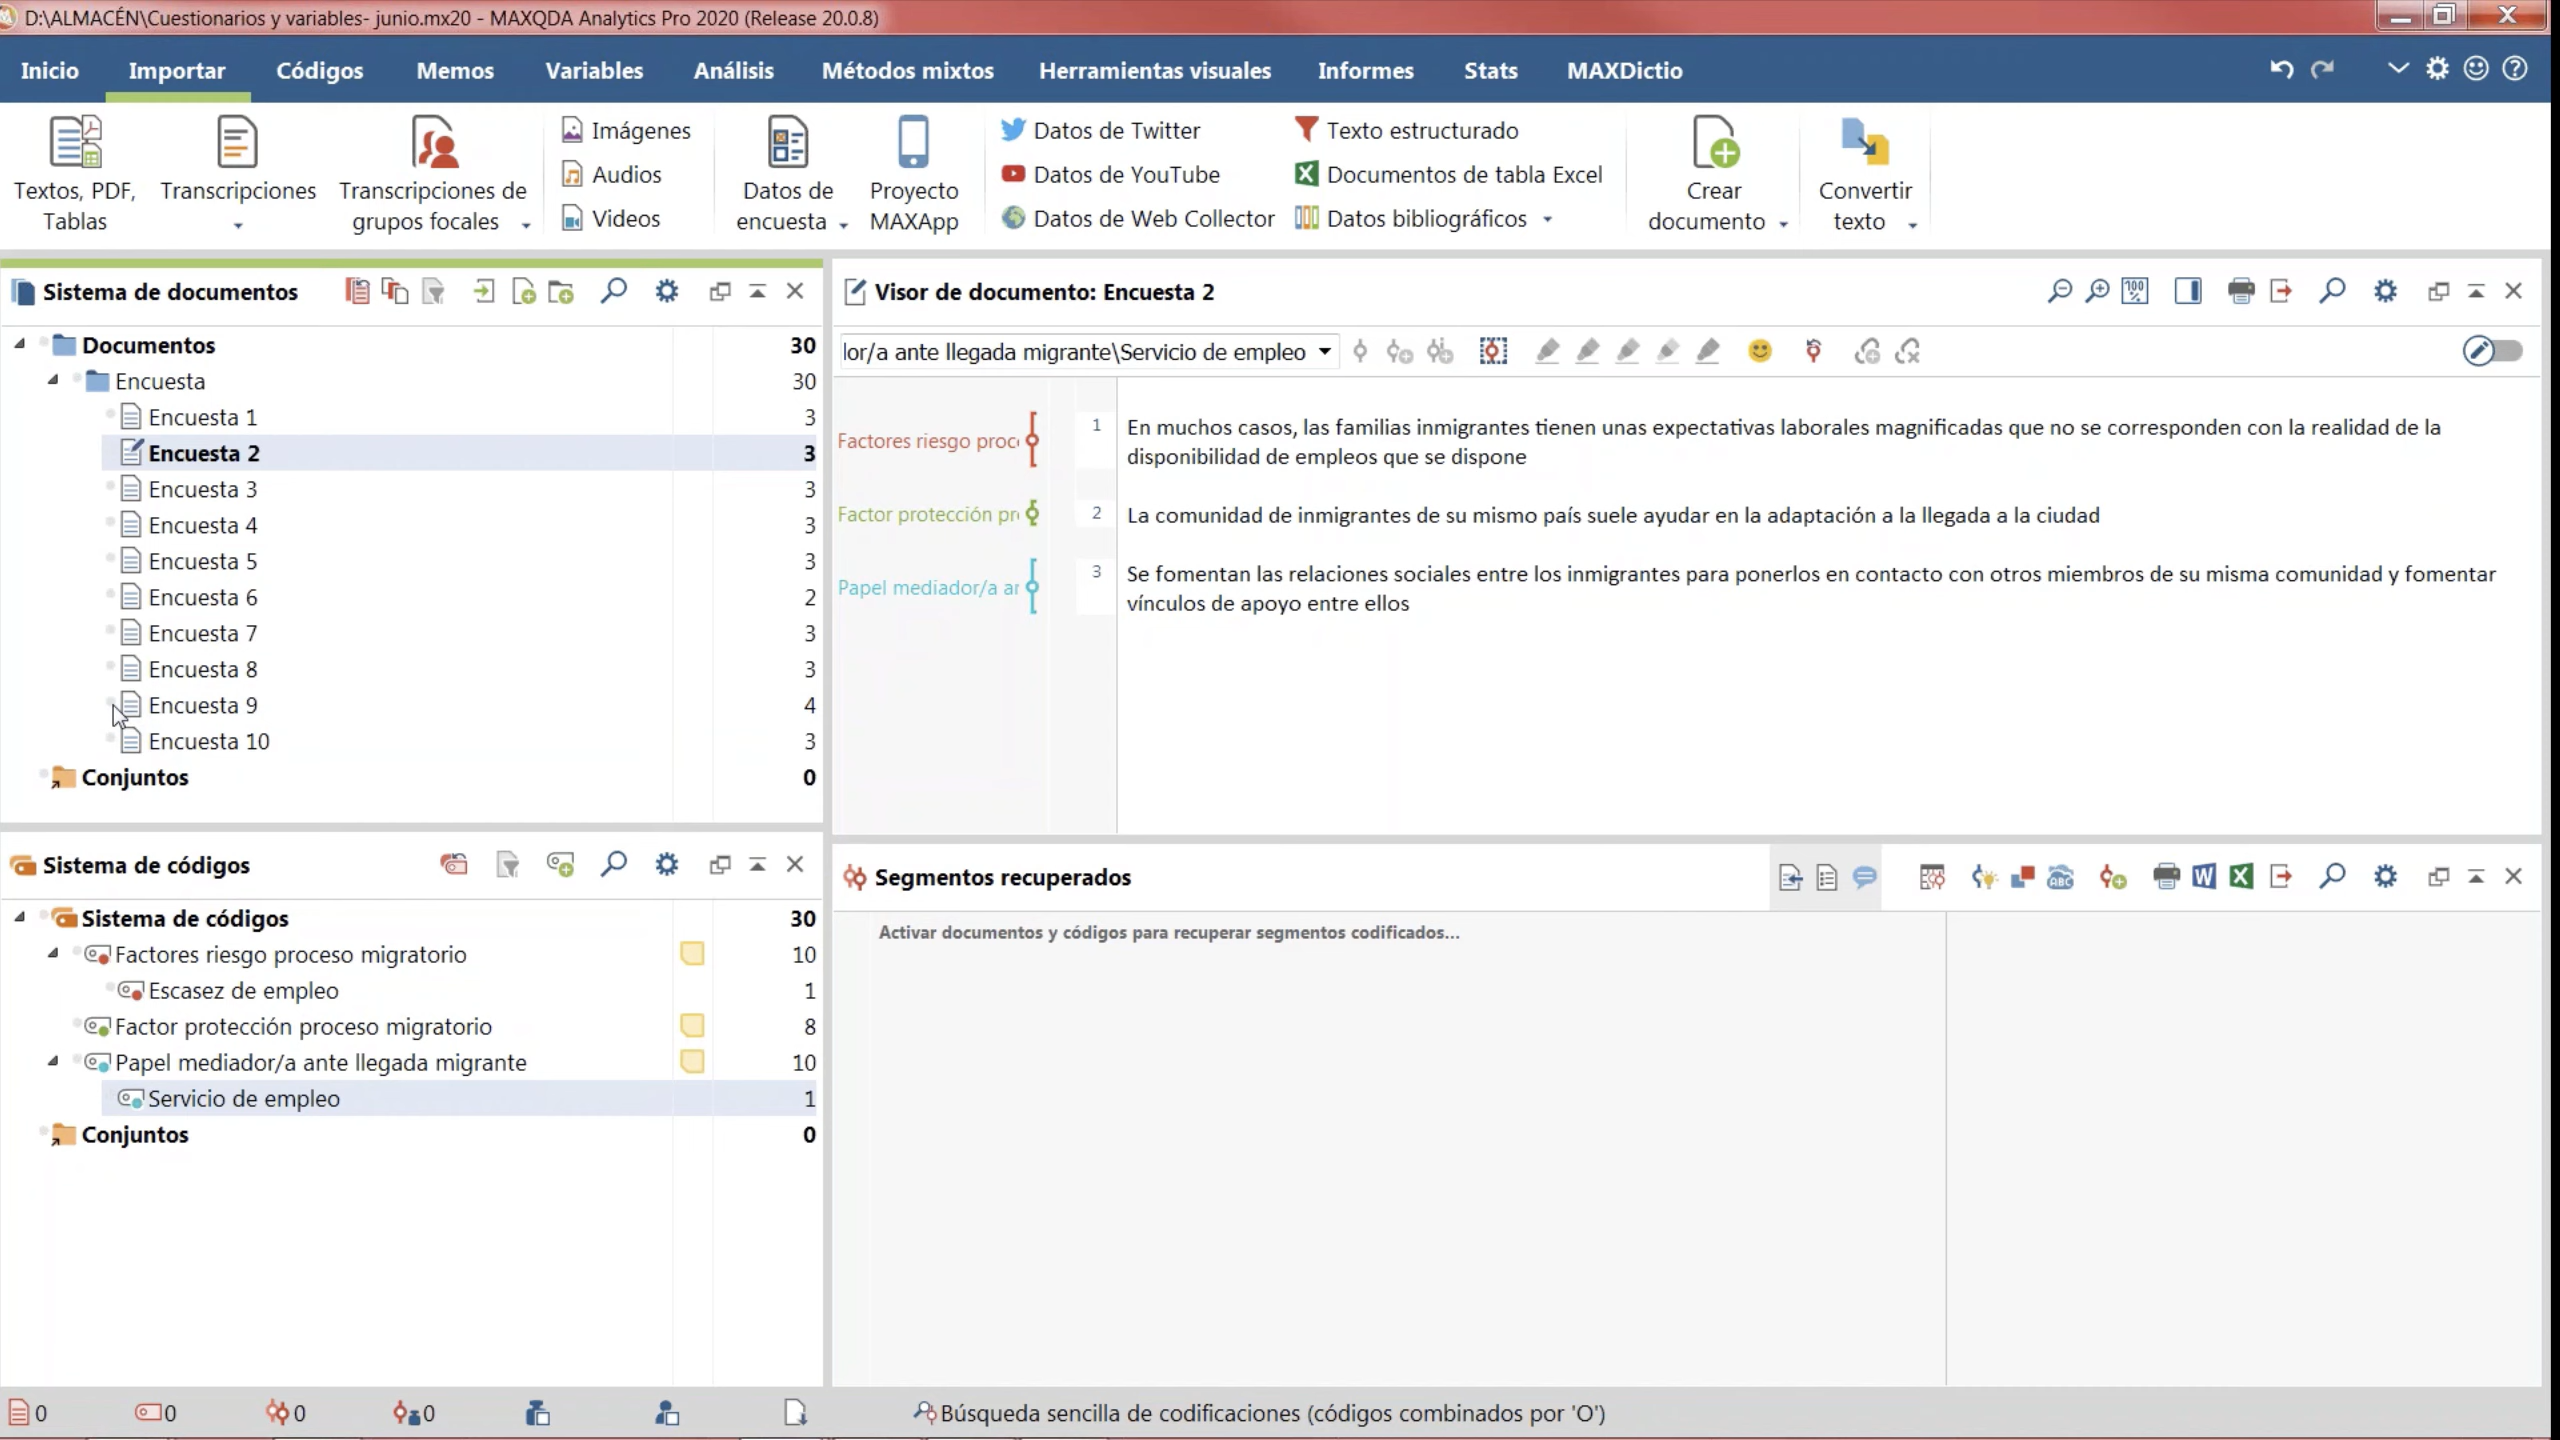 D:\ALMACÉN\Cuestionarios y variables- junio.mx20 - MAXQDA Analytics Pro 2020 (Release 20.0.8)
Inicio Importar Códigos Memos Variables Análisis Métodos mixtos Herramientas visuales Informes Stats MAXDictio
Textos, PDF, Tablas
Transcripciones
Transcripciones de grupos focales
Imágenes
Audios
Videos
Datos de encuesta
Proyecto MAXApp
Datos de Twitter
Datos de YouTube
Datos de Web Collector
Texto estructurado
Documentos de tabla Excel
Datos bibliográficos
Crear documento
Convertir texto
Sistema de documentos
Documentos 30
Encuesta 30
Encuesta 1 3
Encuesta 2 3
Encuesta 3 3
Encuesta 4 3
Encuesta 5 3
Encuesta 6 2
Encuesta 7 3
Encuesta 8 3
Encuesta 9 4
Encuesta 10 3
Conjuntos 0
Visor de documento: Encuesta 2
100 %
lor/a ante llegada migrante\Servicio de empleo
Factores riesgo proc
1 En muchos casos, las familias inmigrantes tienen unas expectativas laborales magnificadas que no se corresponden con la realidad de la
disponibilidad de empleos que se dispone
Factor protección pr
2 La comunidad de inmigrantes de su mismo país suele ayudar en la adaptación a la llegada a la ciudad
Papel mediador/a ar
3 Se fomentan las relaciones sociales entre los inmigrantes para ponerlos en contacto con otros miembros de su misma comunidad y fomentar
vínculos de apoyo entre ellos
Sistema de códigos
Sistema de códigos 30
Factores riesgo proceso migratorio 10
Escasez de empleo 1
Factor protección proceso migratorio 8
Papel mediador/a ante llegada migrante 10
Servicio de empleo 1
Conjuntos 0
Segmentos recuperados
ABC
W
X
Activar documentos y códigos para recuperar segmentos codificados...
0 0 0 0
Búsqueda sencilla de codificaciones (códigos combinados por 'O')